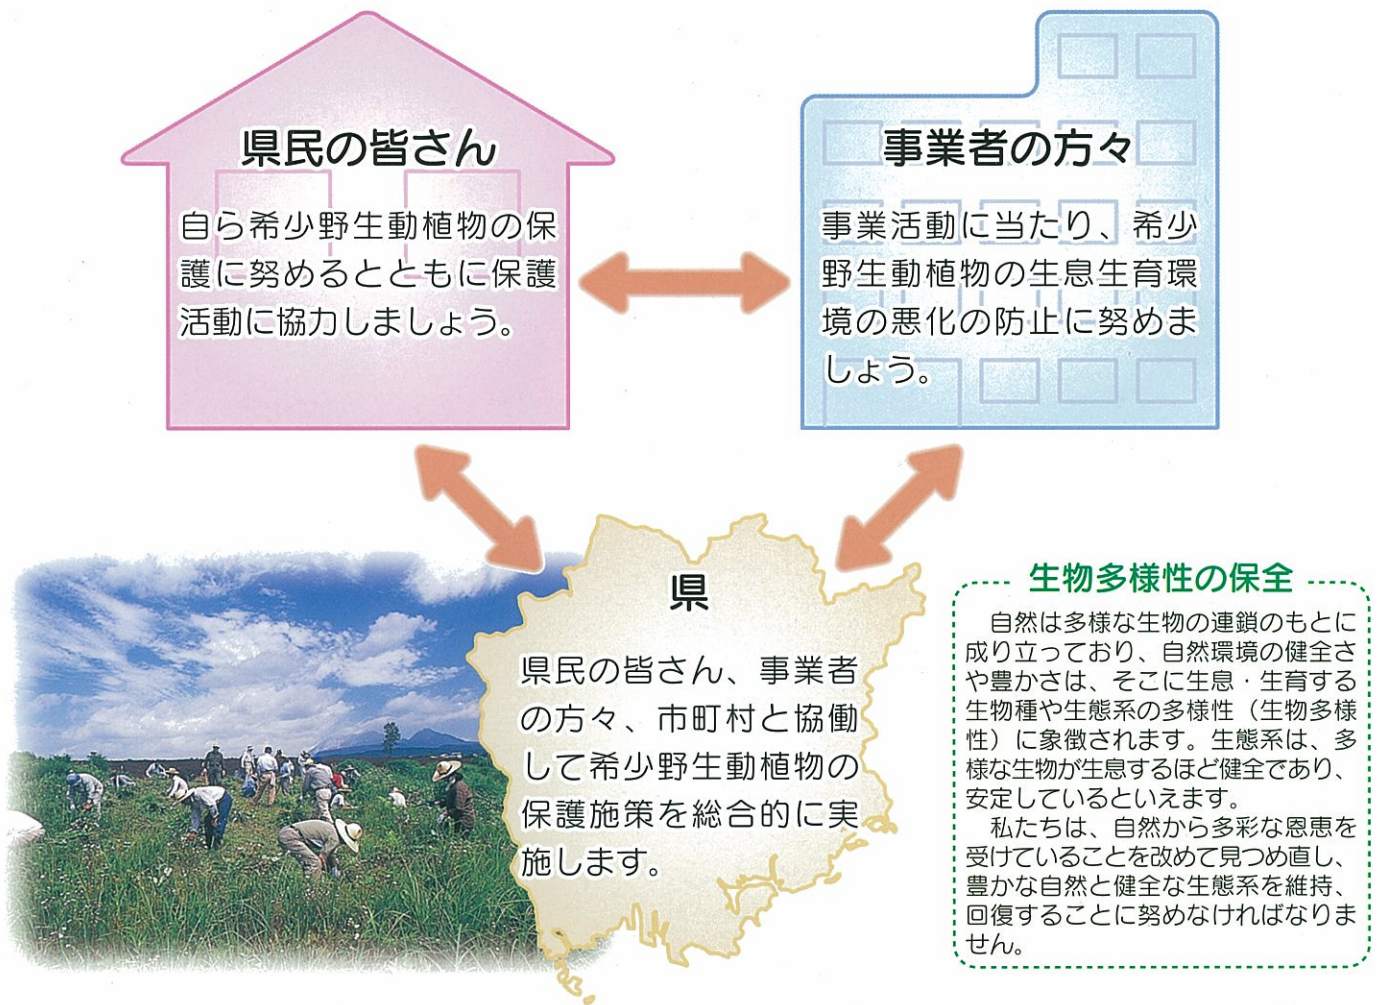 県民の皆さん
自ら希少野生動植物の保
護に努めるとともに保護
活動に協力しましょう。
事業者の方々
事業活動に当たり、希少
野生動植物の生息生育環
境の悪化の防止に努めま
しょう。
県
県民の皆さん、事業者
の方々、市町村と協働
して希少野生動植物の
保護施策を総合的に実
施します。
生物多様性の保全
自然は多様な生物の連鎖のもとに
成り立っており、自然環境の健全さ
や豊かさは、そこに生息・生育する
生物種や生態系の多様性（生物多様
性）に象徴されます。生態系は、多
様な生物が生息するほど健全であり、
安定しているといえます。
私たちは、自然から多彩な恩恵を
受けていることを改めて見つめ直し、
豊かな自然と健全な生態系を維持、
回復することに努めなければなりま
せん。